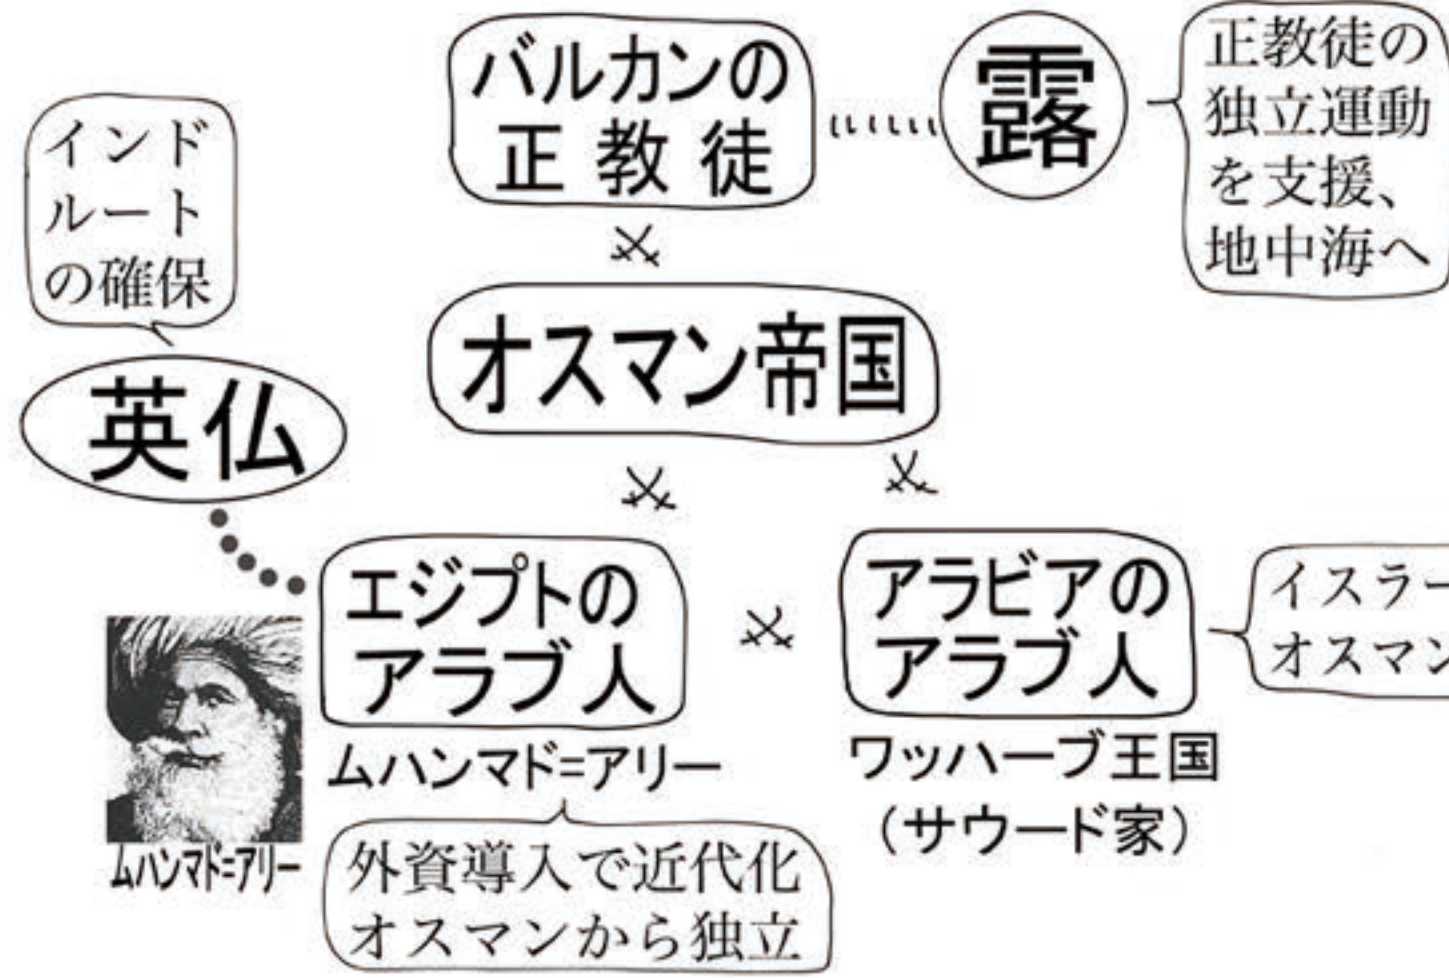 バルカンの
正教徒
露
正教徒の
独立運動
を支援、
地中海へ
インド
ルート
の確保
オスマン帝国
英仏
エジプトの
アラブ人
アラビアの
アラブ人
イスラー
オスマン
ムハンマド=アリー
ワッハーブ王国
（サウード家）
ムハンマド=アリー
外資導入で近代化
オスマンから独立